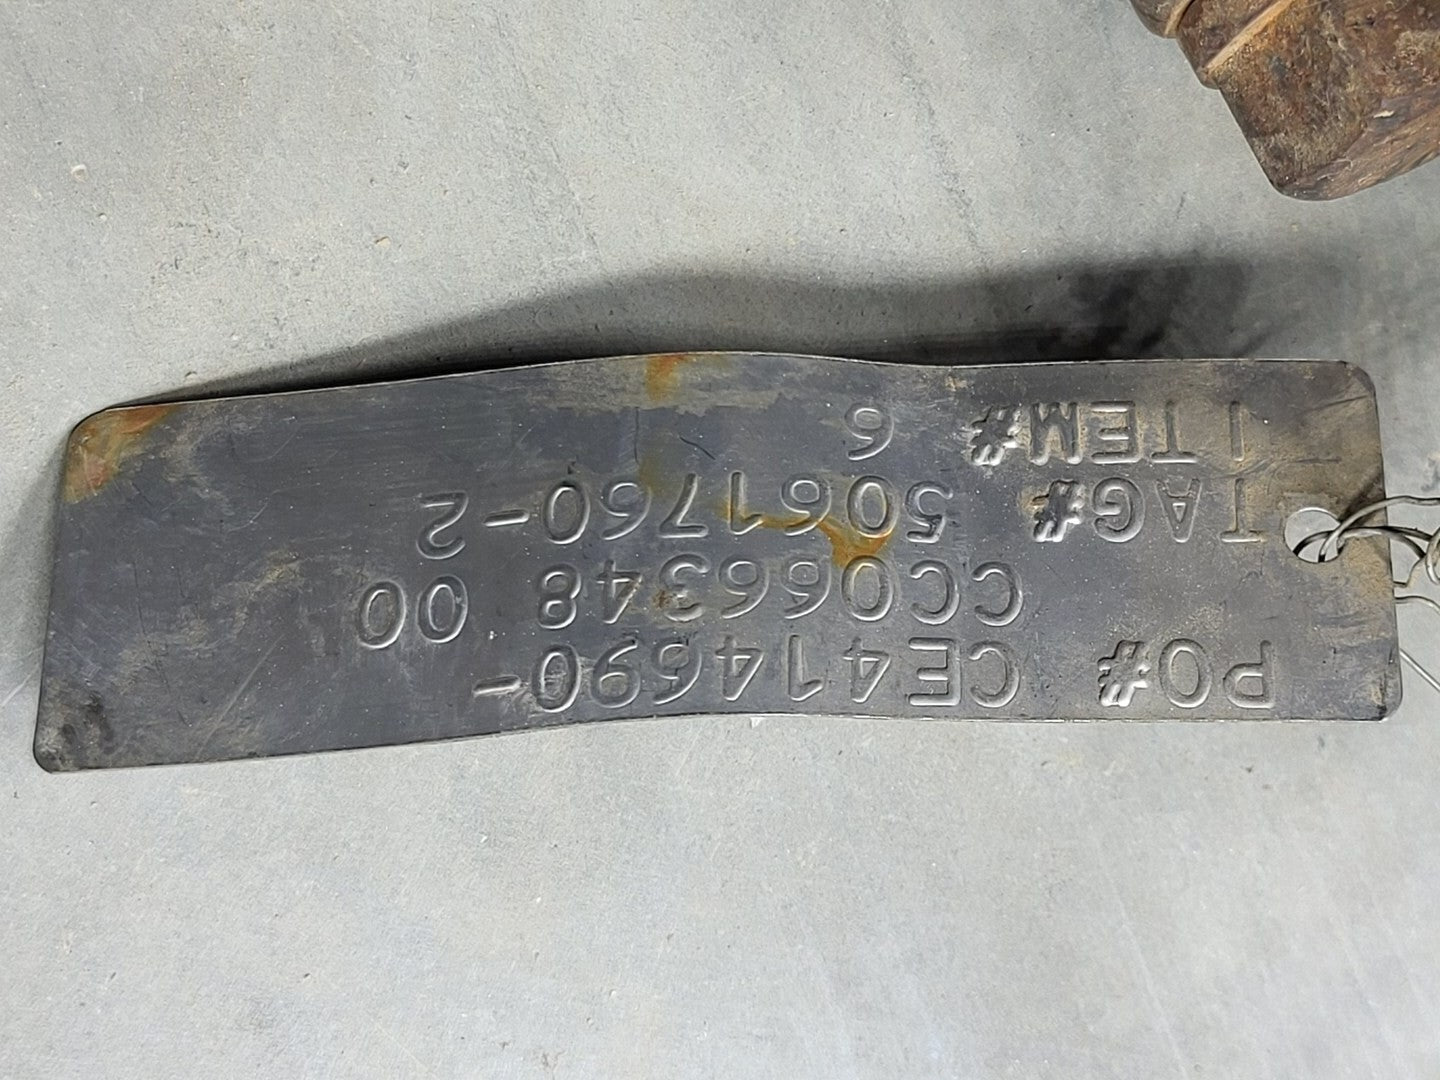 PO# CE414690-
CC066348 00
TAG# 5061760-2
ITEM# 6